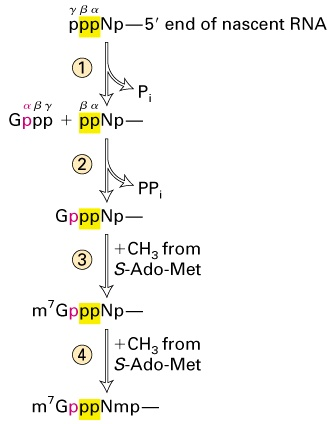 γ β α
pppNp—5′ end of nascent RNA
1
Pi
α β γ β α
Gppp + ppNp—
2
PPi
GpppNp—
3
+CH3 from
S-Ado-Met
m7GpppNp—
4
+CH3 from
S-Ado-Met
m7GpppNmp—